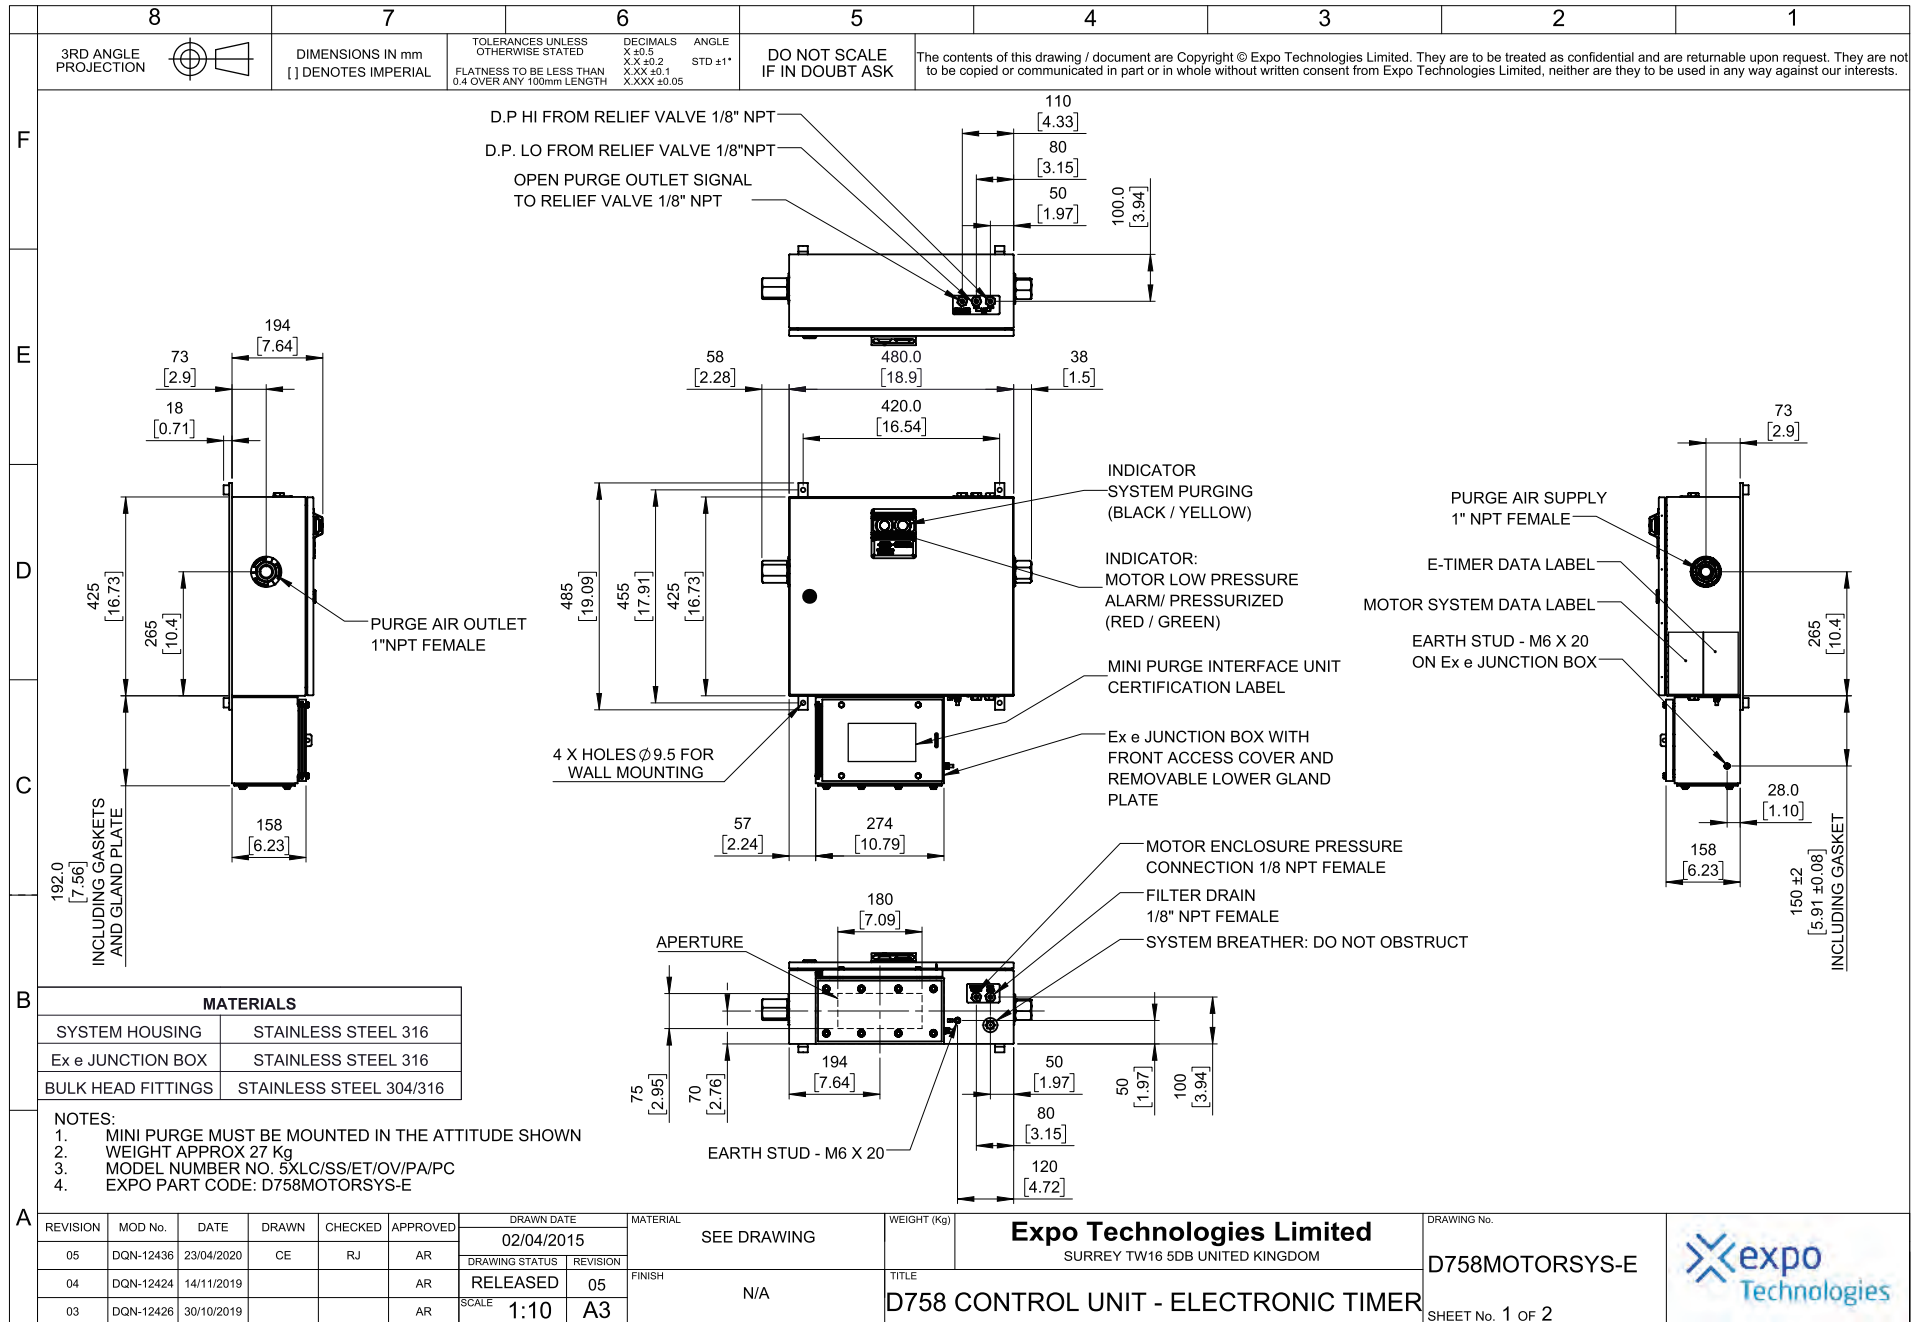 8 7 6 5 4 3 2 1
3RD ANGLE
PROJECTION
DIMENSIONS IN mm
[ ] DENOTES IMPERIAL
TOLERANCES UNLESS
OTHERWISE STATED
FLATNESS TO BE LESS THAN
0.4 OVER ANY 100mm LENGTH
DECIMALS
X ±0.5
X.X ±0.2
X.XX ±0.1
X.XXX ±0.05
ANGLE
STD ±1°
DO NOT SCALE
IF IN DOUBT ASK
The contents of this drawing / document are Copyright © Expo Technologies Limited. They are to be treated as confidential and are returnable upon request. They are not
to be copied or communicated in part or in whole without written consent from Expo Technologies Limited, neither are they to be used in any way against our interests.
F
E
D
C
B
A
D.P HI FROM RELIEF VALVE 1/8" NPT
D.P. LO FROM RELIEF VALVE 1/8"NPT
OPEN PURGE OUTLET SIGNAL
TO RELIEF VALVE 1/8" NPT
110
[4.33]
80
[3.15]
50
[1.97]
100.0
[3.94]
194
[7.64]
73
[2.9]
18
[0.71]
425
[16.73]
265
[10.4]
PURGE AIR OUTLET
1"NPT FEMALE
158
[6.23]
192.0
[7.56]
INCLUDING GASKETS
AND GLAND PLATE
58
[2.28]
480.0
[18.9]
38
[1.5]
420.0
[16.54]
485
[19.09]
455
[17.91]
425
[16.73]
INDICATOR
SYSTEM PURGING
(BLACK / YELLOW)
INDICATOR:
MOTOR LOW PRESSURE
ALARM/ PRESSURIZED
(RED / GREEN)
MINI PURGE INTERFACE UNIT
CERTIFICATION LABEL
Ex e JUNCTION BOX WITH
FRONT ACCESS COVER AND
REMOVABLE LOWER GLAND
PLATE
4 X HOLES Ø9.5 FOR
WALL MOUNTING
57
[2.24]
274
[10.79]
73
[2.9]
PURGE AIR SUPPLY
1" NPT FEMALE
E-TIMER DATA LABEL
MOTOR SYSTEM DATA LABEL
EARTH STUD - M6 X 20
ON Ex e JUNCTION BOX
265
[10.4]
28.0
[1.10]
158
[6.23]
150 ±2
[5.91 ±0.08]
INCLUDING GASKET
MOTOR ENCLOSURE PRESSURE
CONNECTION 1/8 NPT FEMALE
FILTER DRAIN
1/8" NPT FEMALE
SYSTEM BREATHER: DO NOT OBSTRUCT
180
[7.09]
APERTURE
75
[2.95]
70
[2.76]
194
[7.64]
50
[1.97]
80
[3.15]
120
[4.72]
50
[1.97]
100
[3.94]
EARTH STUD - M6 X 20
MATERIALS
SYSTEM HOUSING STAINLESS STEEL 316
Ex e JUNCTION BOX STAINLESS STEEL 316
BULK HEAD FITTINGS STAINLESS STEEL 304/316
NOTES:
1. MINI PURGE MUST BE MOUNTED IN THE ATTITUDE SHOWN
2. WEIGHT APPROX 27 Kg
3. MODEL NUMBER NO. 5XLC/SS/ET/OV/PA/PC
4. EXPO PART CODE: D758MOTORSYS-E
REVISION MOD No. DATE DRAWN CHECKED APPROVED
05 DQN-12436 23/04/2020 CE RJ AR
04 DQN-12424 14/11/2019 AR
03 DQN-12426 30/10/2019 AR
DRAWN DATE
02/04/2015
DRAWING STATUS REVISION
RELEASED 05
SCALE 1:10 A3
MATERIAL
SEE DRAWING
FINISH
N/A
WEIGHT (Kg)
Expo Technologies Limited
SURREY TW16 5DB UNITED KINGDOM
TITLE
D758 CONTROL UNIT - ELECTRONIC TIMER
DRAWING No.
D758MOTORSYS-E
SHEET No. 1 OF 2
expo
Technologies